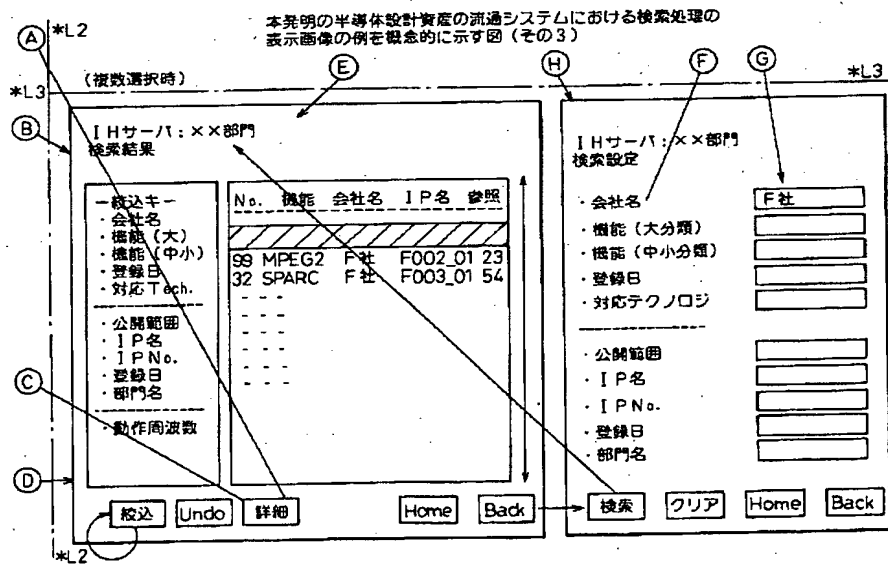 本発明の半導体設計資産の流通システムにおける検索処理の
表示画像の例を概念的に示す図(その3)
*L2
*L3
*L3
(複数選択時)
A
B
C
D
E
F
G
H
IHサーバ:××部門
検索結果
ー絞込キー
・会社名
・機能(大)
・機能(中小)
・登録日
・対応Tech.
・公開範囲
・IP名
・IPNo.
・登録日
・部門名
・動作周波数
No. 機能 会社名 IP名 参照
99 MPEG2 F社 F002_01 23
32 SPARC F社 F003_01 54
絞込 Undo 詳細 Home Back
*L2
IHサーバ:××部門
検索設定
・会社名 F社
・機能(大分類)
・機能(中小分類)
・登録日
・対応テクノロジ
・公開範囲
・IP名
・IPNo.
・登録日
・部門名
検索 クリア Home Back